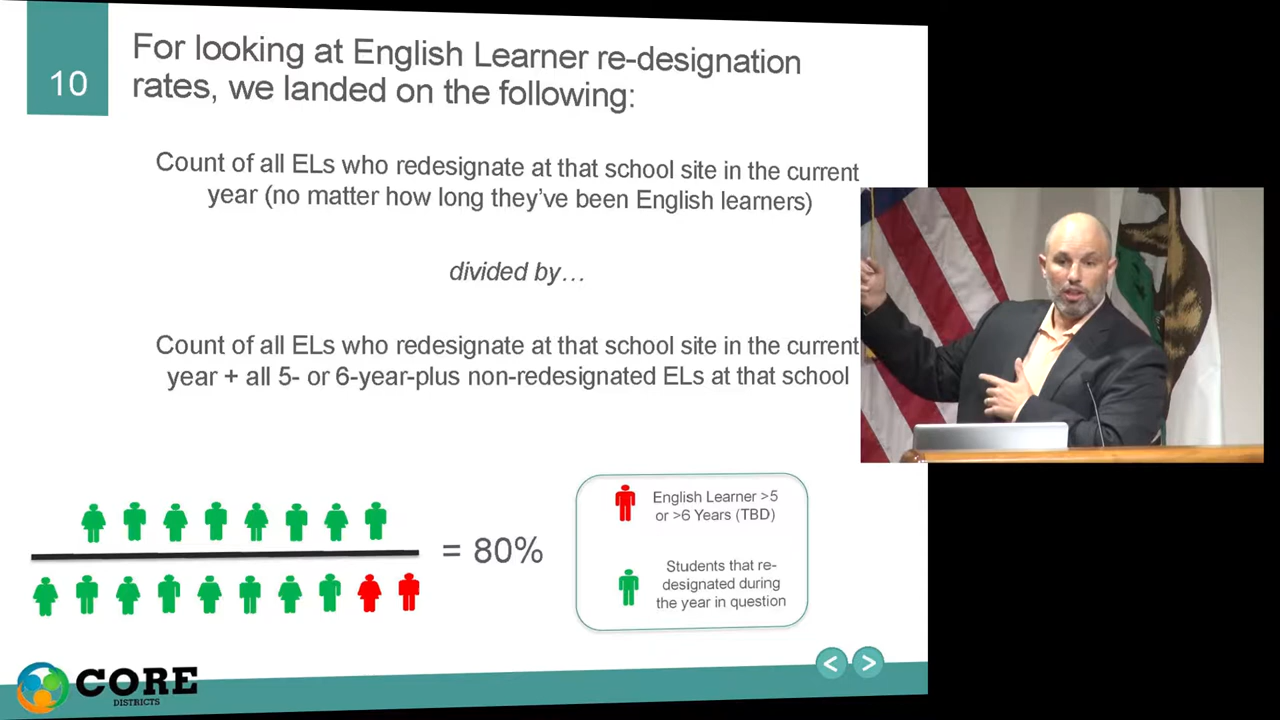 10
For looking at English Learner re-designation
rates, we landed on the following:
Count of all ELs who redesignate at that school site in the current
year (no matter how long they've been English learners)
divided by…
Count of all ELs who redesignate at that school site in the current
year + all 5- or 6-year-plus non-redesignated ELs at that school
= 80%
English Learner >5
or >6 Years (TBD)
Students that re-
designated during
the year in question
< >
CORE
DISTRICTS